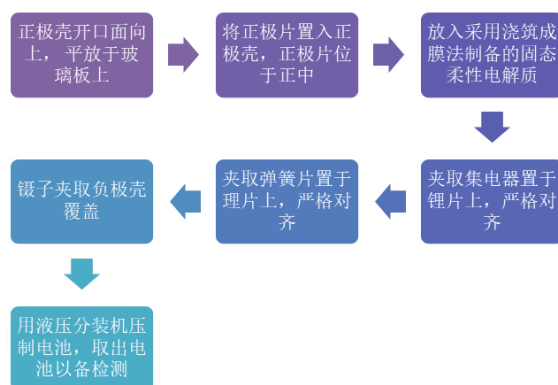 正极壳开口面向
上，平放于玻
璃板上
将正极片置入正
极壳，正极片位
于正中
放入采用浇筑成
膜法制备的固态
柔性电解质
夹取集电器置于
锂片上，严格对
齐
夹取弹簧片置于
理片上，严格对
齐
镊子夹取负极壳
覆盖
用液压分装机压
制电池，取出电
池以备检测